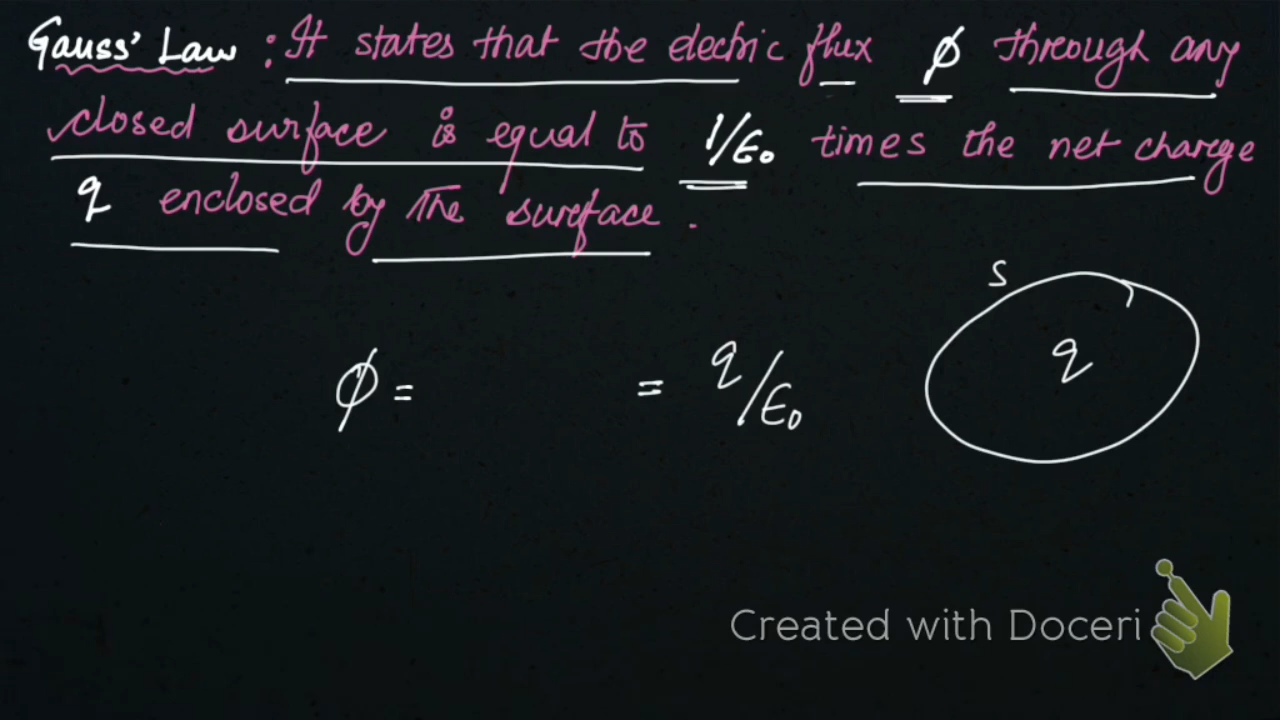 Gauss' Law : It states that the electric flux ϕ through any
closed surface is equal to 1/ε₀ times the net charge
q enclosed by the surface .
S
q
ϕ = = q/ε₀
Created with Doceri